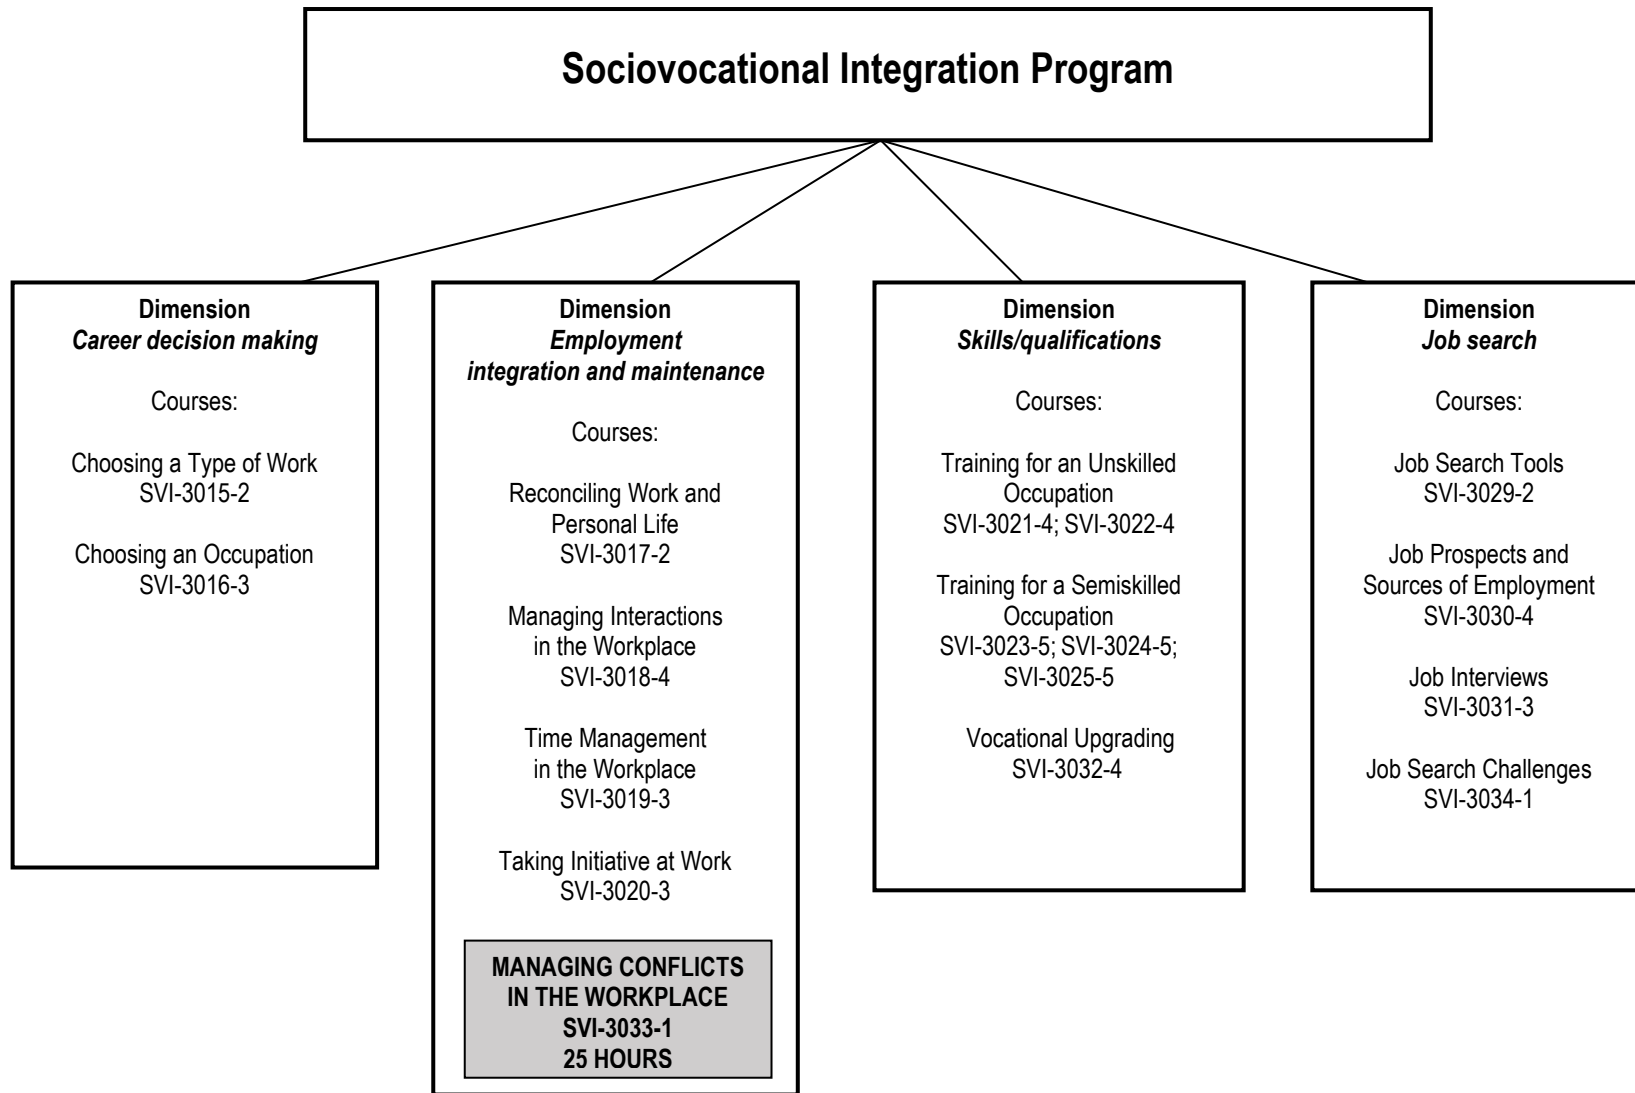 Sociovocational Integration Program
Dimension
Career decision making
Courses:
Choosing a Type of Work
SVI-3015-2
Choosing an Occupation
SVI-3016-3
Dimension
Employment
integration and maintenance
Courses:
Reconciling Work and
Personal Life
SVI-3017-2
Managing Interactions
in the Workplace
SVI-3018-4
Time Management
in the Workplace
SVI-3019-3
Taking Initiative at Work
SVI-3020-3
MANAGING CONFLICTS
IN THE WORKPLACE
SVI-3033-1
25 HOURS
Dimension
Skills/qualifications
Courses:
Training for an Unskilled
Occupation
SVI-3021-4; SVI-3022-4
Training for a Semiskilled
Occupation
SVI-3023-5; SVI-3024-5;
SVI-3025-5
Vocational Upgrading
SVI-3032-4
Dimension
Job search
Courses:
Job Search Tools
SVI-3029-2
Job Prospects and
Sources of Employment
SVI-3030-4
Job Interviews
SVI-3031-3
Job Search Challenges
SVI-3034-1